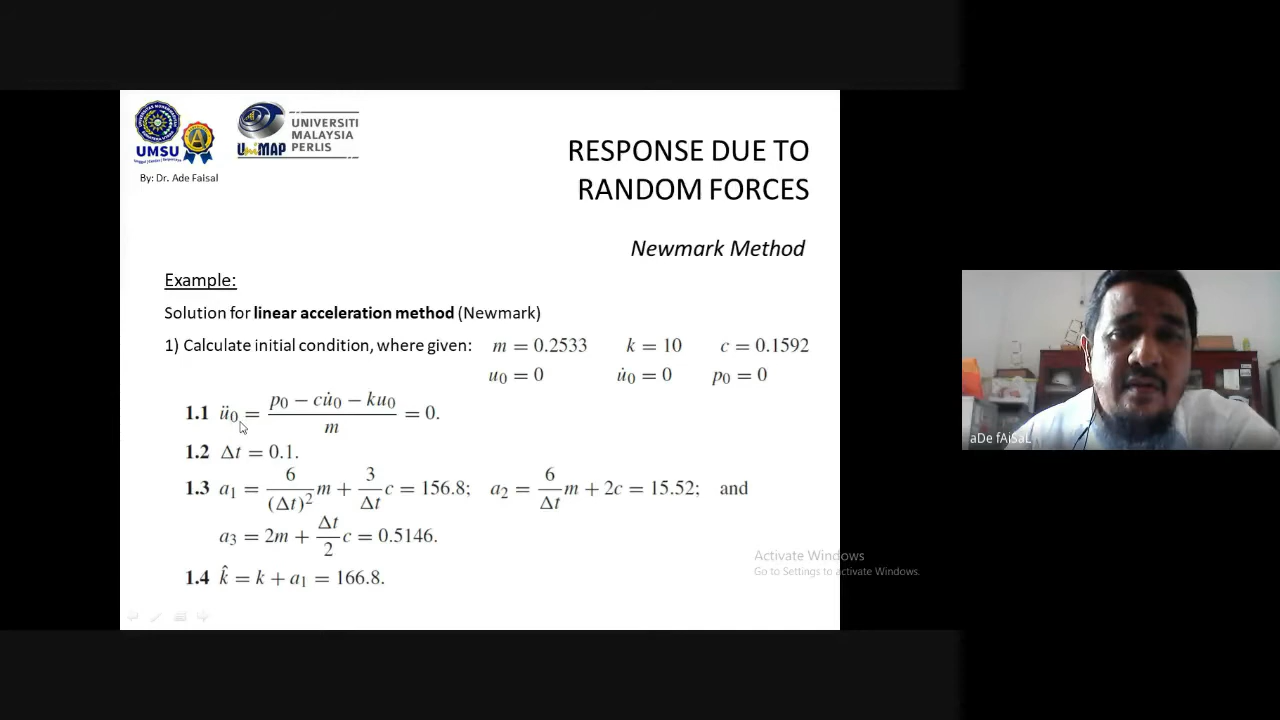 UMSU
UniMAP
UNIVERSITI
MALAYSIA
PERLIS
By: Dr. Ade Faisal
RESPONSE DUE TO
RANDOM FORCES
Newmark Method
Example:
Solution for linear acceleration method (Newmark)
1) Calculate initial condition, where given: m = 0.2533 k = 10 c = 0.1592
u₀ = 0 u̇₀ = 0 p₀ = 0
1.1 ü₀ = (p₀ − cu̇₀ − ku₀)/m = 0.
1.2 Δt = 0.1.
1.3 a₁ = 6/(Δt)² m + 3/Δt c = 156.8; a₂ = 6/Δt m + 2c = 15.52; and
a₃ = 2m + Δt/2 c = 0.5146.
1.4 k̂ = k + a₁ = 166.8.
Activate Windows
Go to Settings to activate Windows.
aDe fAiSaL